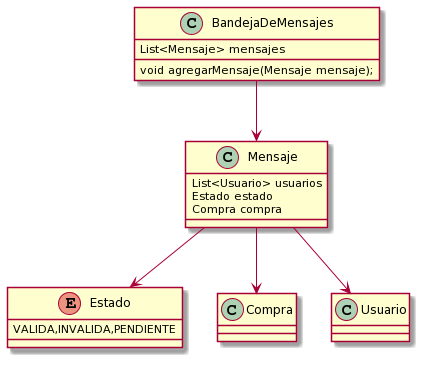 C BandejaDeMensajes
List<Mensaje> mensajes
void agregarMensaje(Mensaje mensaje);
C Mensaje
List<Usuario> usuarios
Estado estado
Compra compra
E Estado
VALIDA,INVALIDA,PENDIENTE
C Compra
C Usuario